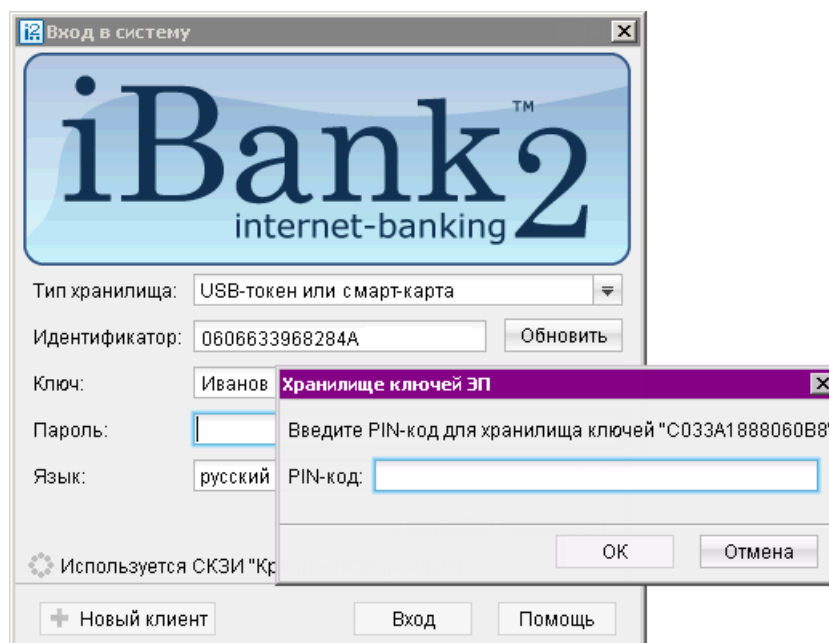 Вход в систему
iBank 2 ™
internet-banking
Тип хранилища: USB-токен или смарт-карта
Идентификатор: 0606633968284A Обновить
Ключ: Иванов
Хранилище ключей ЭП
Пароль:
Введите PIN-код для хранилища ключей "C033A1888060B8"
Язык: русский
PIN-код:
OK Отмена
Используется СКЗИ "Кр
Новый клиент Вход Помощь